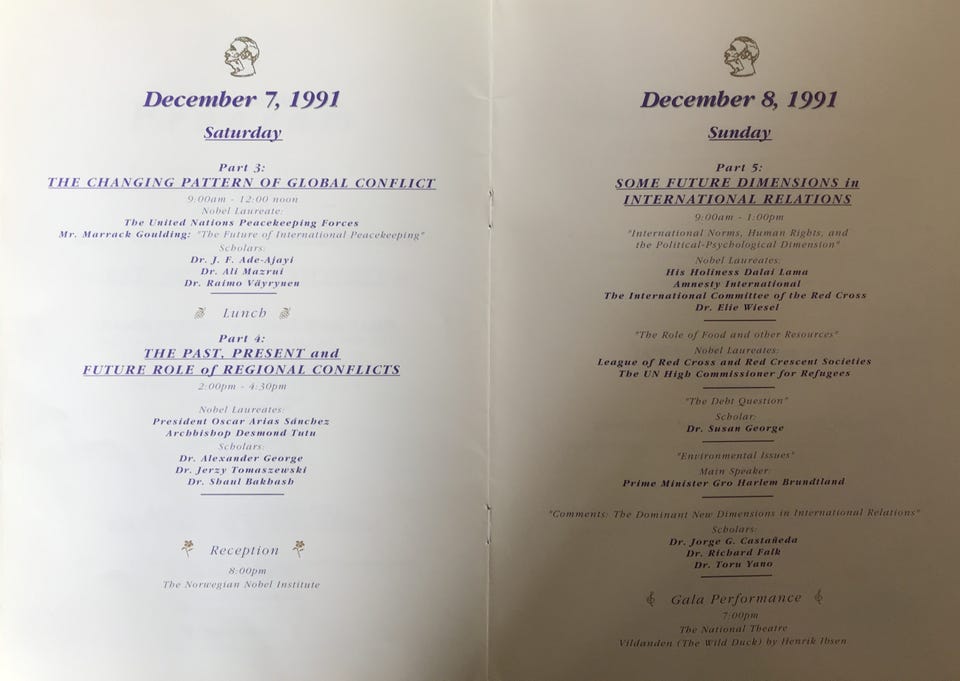 December 7, 1991
Saturday
Part 3:
THE CHANGING PATTERN OF GLOBAL CONFLICT
9:00am - 12:00 noon
Nobel Laureate:
The United Nations Peacekeeping Forces
Mr. Marrack Goulding: "The Future of International Peacekeeping"
Scholars:
Dr. J. F. Ade-Ajayi
Dr. Ali Mazrui
Dr. Raimo Väyrynen
Lunch
Part 4:
THE PAST, PRESENT and
FUTURE ROLE of REGIONAL CONFLICTS
2:00pm - 4:30pm
Nobel Laureates:
President Oscar Arias Sánchez
Archbishop Desmond Tutu
Scholars:
Dr. Alexander George
Dr. Jerzy Tomaszewski
Dr. Shaul Bakhash
Reception
8:00pm
The Norwegian Nobel Institute
December 8, 1991
Sunday
Part 5:
SOME FUTURE DIMENSIONS in
INTERNATIONAL RELATIONS
9:00am - 1:00pm
"International Norms, Human Rights, and
the Political-Psychological Dimension"
Nobel Laureates:
His Holiness Dalai Lama
Amnesty International
The International Committee of the Red Cross
Dr. Elie Wiesel
"The Role of Food and other Resources"
Nobel Laureates:
League of Red Cross and Red Crescent Societies
The UN High Commissioner for Refugees
"The Debt Question"
Scholar:
Dr. Susan George
"Environmental Issues"
Main Speaker:
Prime Minister Gro Harlem Brundtland
"Comments: The Dominant New Dimensions in International Relations"
Scholars:
Dr. Jorge G. Castañeda
Dr. Richard Falk
Dr. Toru Yano
Gala Performance
7:00pm
The National Theatre
Vildanden (The Wild Duck) by Henrik Ibsen